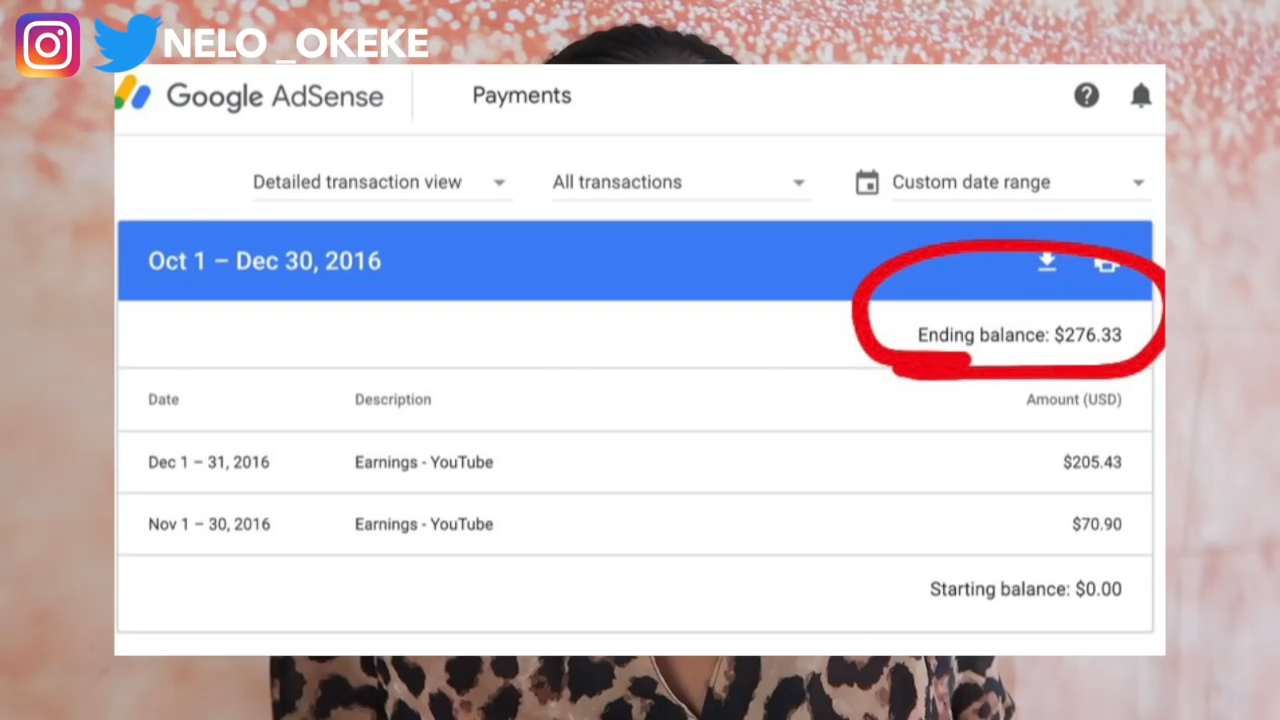 NELO _OKEKE
Google AdSense Payments
Detailed transaction view All transactions Custom date range
Oct 1 – Dec 30, 2016
Ending balance: $276.33
Date Description Amount (USD)
Dec 1 – 31, 2016 Earnings - YouTube $205.43
Nov 1 – 30, 2016 Earnings - YouTube $70.90
Starting balance: $0.00